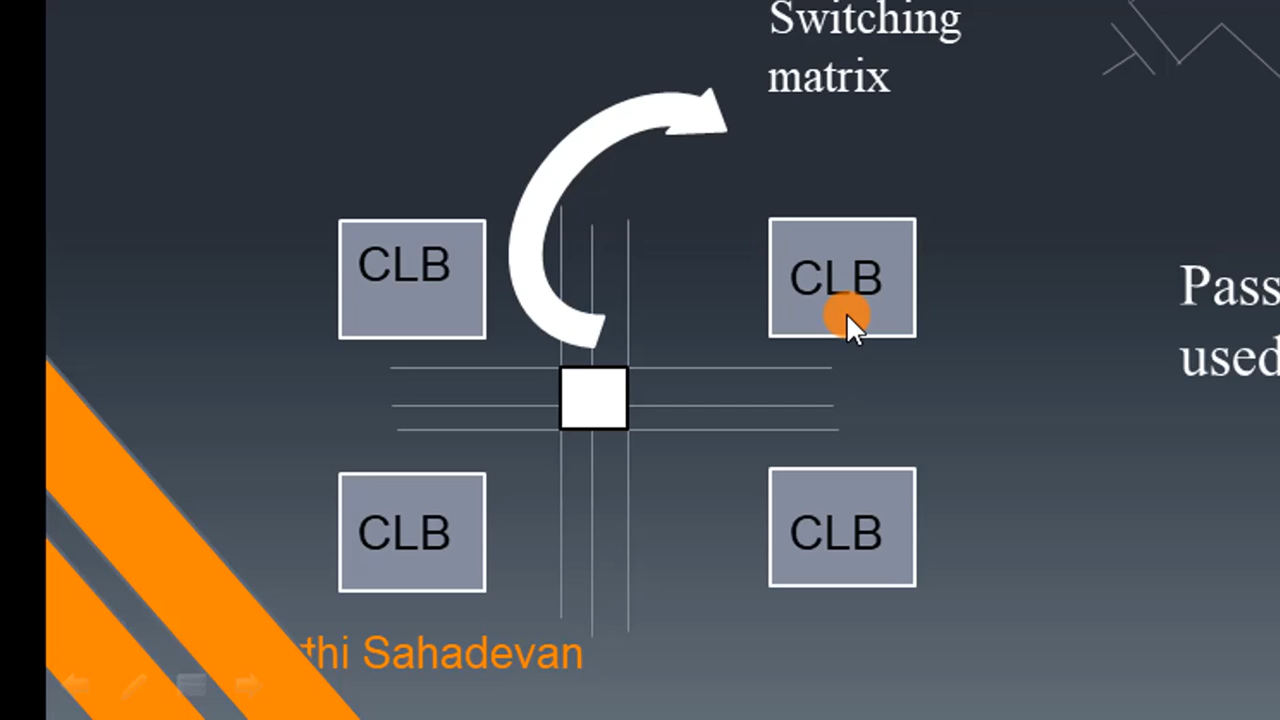 Switching
matrix
CLB
CLB
Pass
used
CLB
CLB
thi Sahadevan